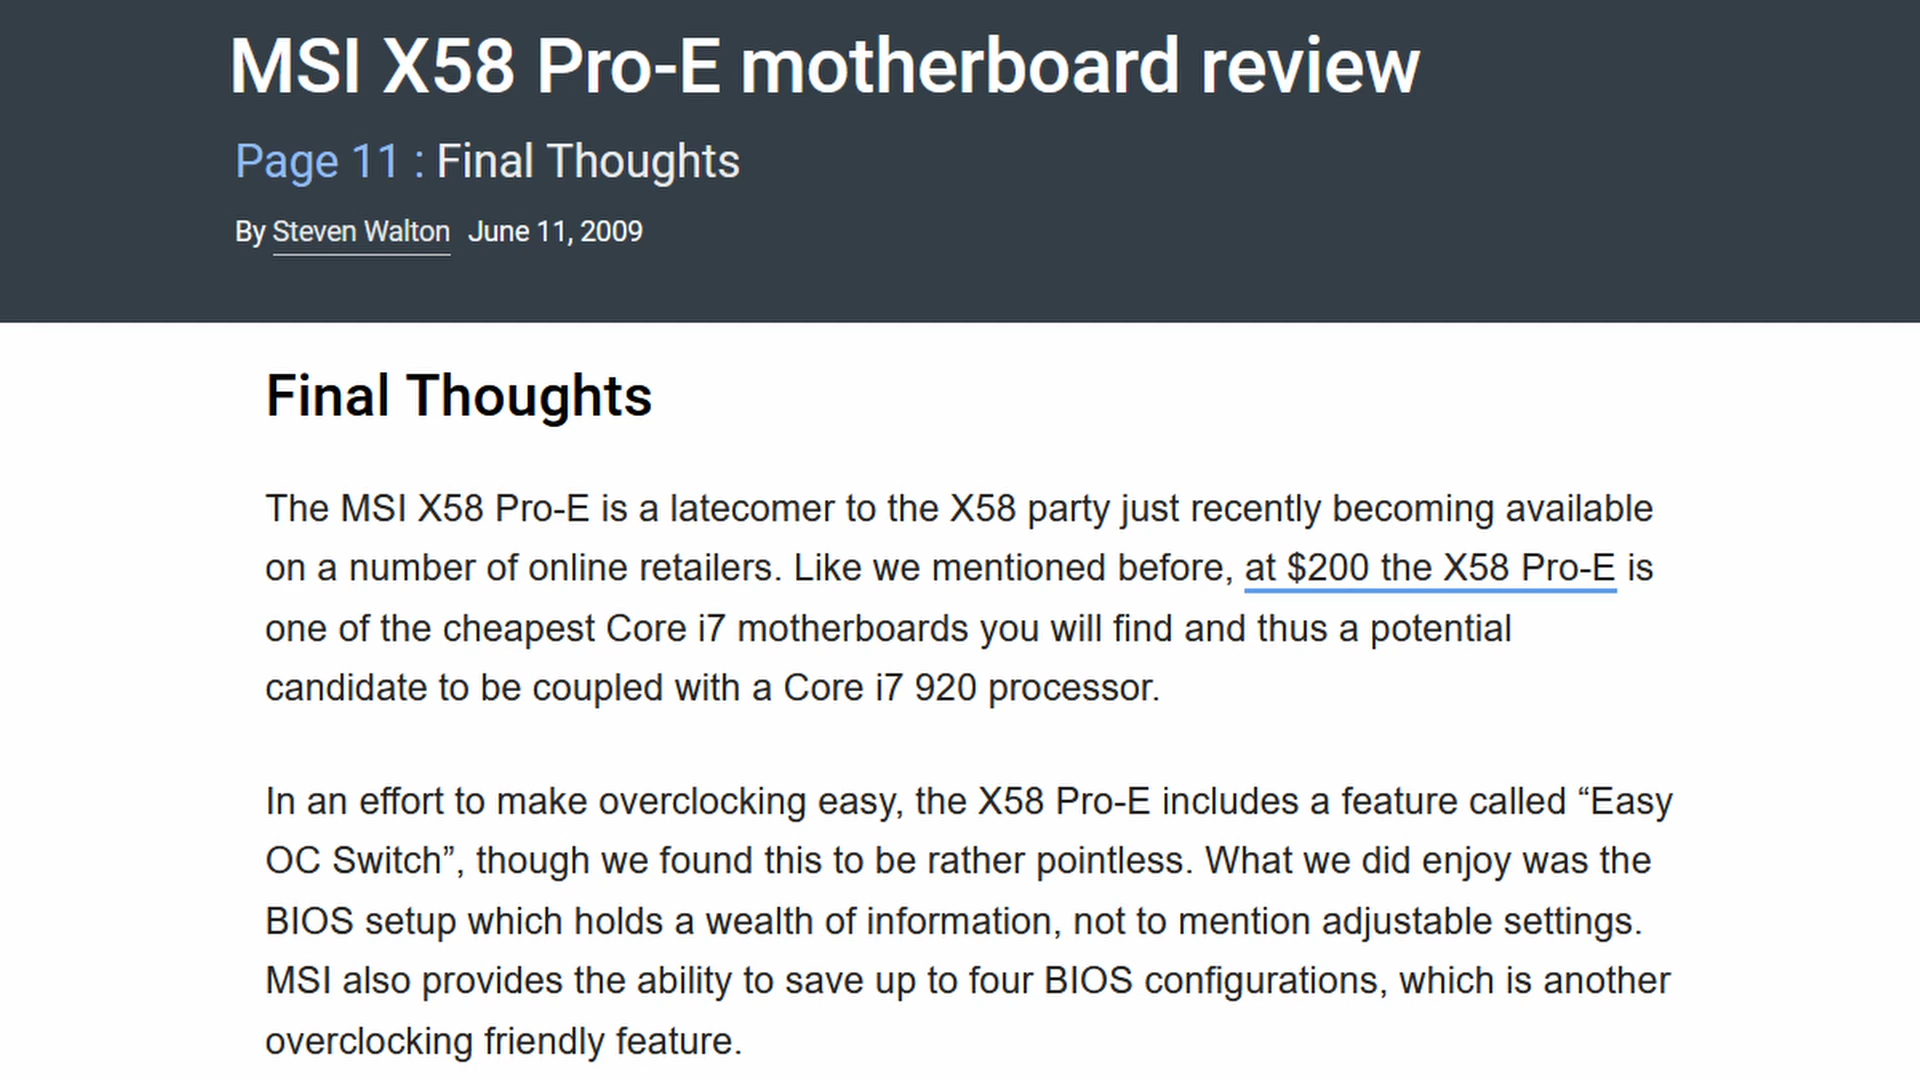 MSI X58 Pro-E motherboard review
Page 11 : Final Thoughts
By Steven Walton June 11, 2009
Final Thoughts
The MSI X58 Pro-E is a latecomer to the X58 party just recently becoming available
on a number of online retailers. Like we mentioned before, at $200 the X58 Pro-E is
one of the cheapest Core i7 motherboards you will find and thus a potential
candidate to be coupled with a Core i7 920 processor.
In an effort to make overclocking easy, the X58 Pro-E includes a feature called “Easy
OC Switch”, though we found this to be rather pointless. What we did enjoy was the
BIOS setup which holds a wealth of information, not to mention adjustable settings.
MSI also provides the ability to save up to four BIOS configurations, which is another
overclocking friendly feature.